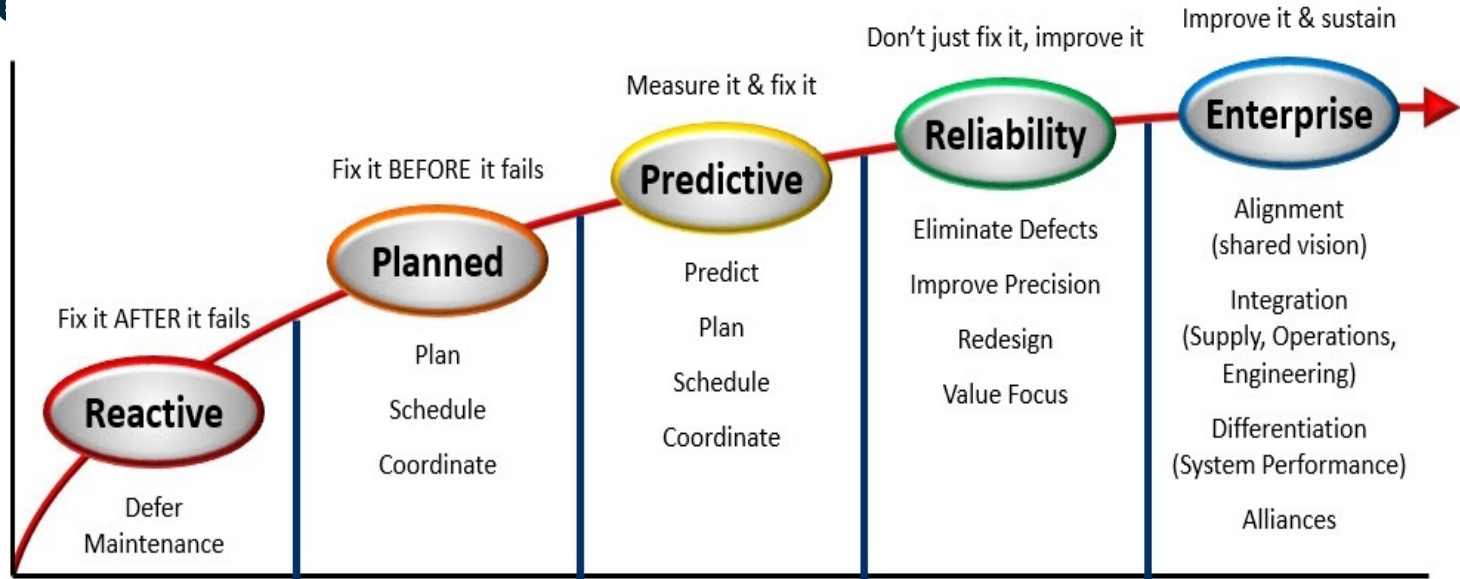 Fix it AFTER it fails
Reactive
Defer
Maintenance
Fix it BEFORE it fails
Planned
Plan
Schedule
Coordinate
Measure it & fix it
Predictive
Predict
Plan
Schedule
Coordinate
Don't just fix it, improve it
Reliability
Eliminate Defects
Improve Precision
Redesign
Value Focus
Improve it & sustain
Enterprise
Alignment
(shared vision)
Integration
(Supply, Operations,
Engineering)
Differentiation
(System Performance)
Alliances